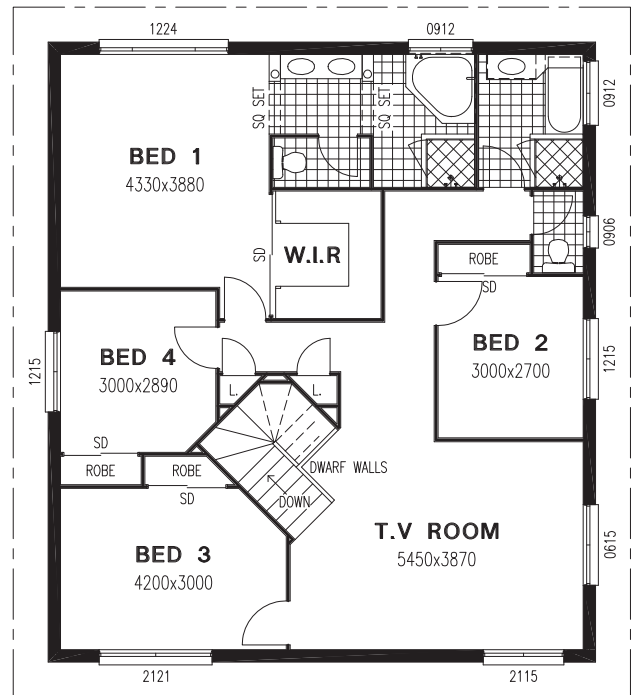 1224
0912
SQ SET
SQ SET
0912
BED 1
4330x3880
0906
SD
W.I.R
ROBE
SD
BED 4
3000x2890
1215
BED 2
3000x2700
1215
L.
L.
SD
ROBE
ROBE
SD
DWARF WALLS
DOWN
T.V ROOM
5450x3870
0615
BED 3
4200x3000
2121
2115